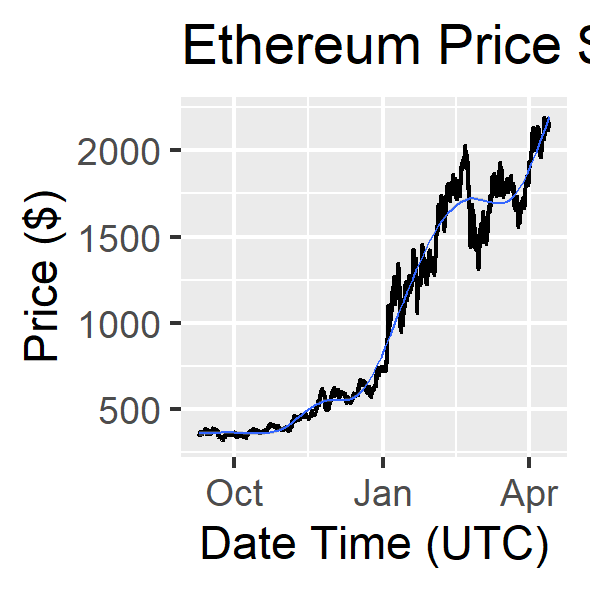 Ethereum Price
Price ($)
2000
1500
1000
500
Oct Jan Apr
Date Time (UTC)